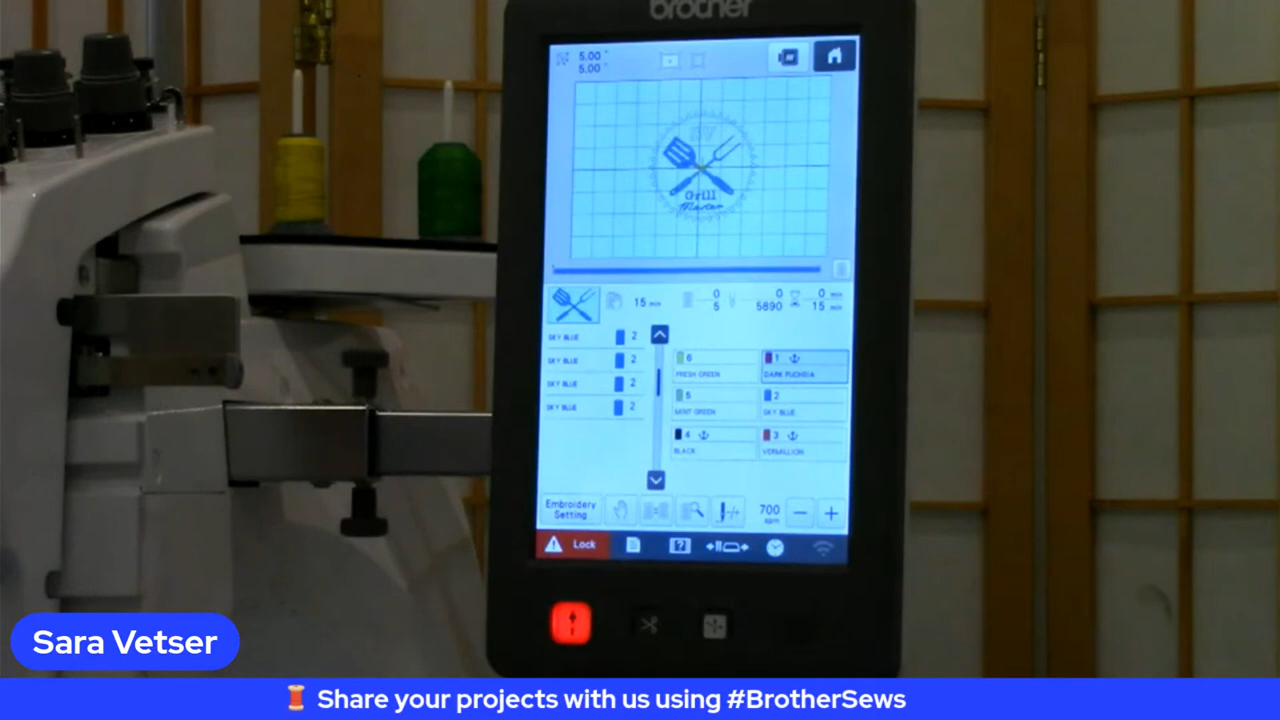 brother
5.00 "
5.00 "
BV
Grill
Master
15 min
0
5
0
5890
0 min
15 min
SKY BLUE 2
SKY BLUE 2
SKY BLUE 2
SKY BLUE 2
6
FRESH GREEN
1
DARK FUCHSIA
5
MINT GREEN
2
SKY BLUE
4
BLACK
3
VERMILLION
Embroidery
Setting
700
spm
Lock
Sara Vetser
Share your projects with us using #BrotherSews